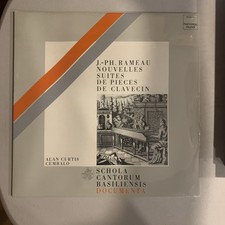 J.-PH. RAMEAU
NOUVELLES
SUITES
DE PIECES
DE CLAVECIN
ALAN CURTIS
CEMBALO
SCHOLA
CANTORUM
BASILIENSIS
DOCUMENTA